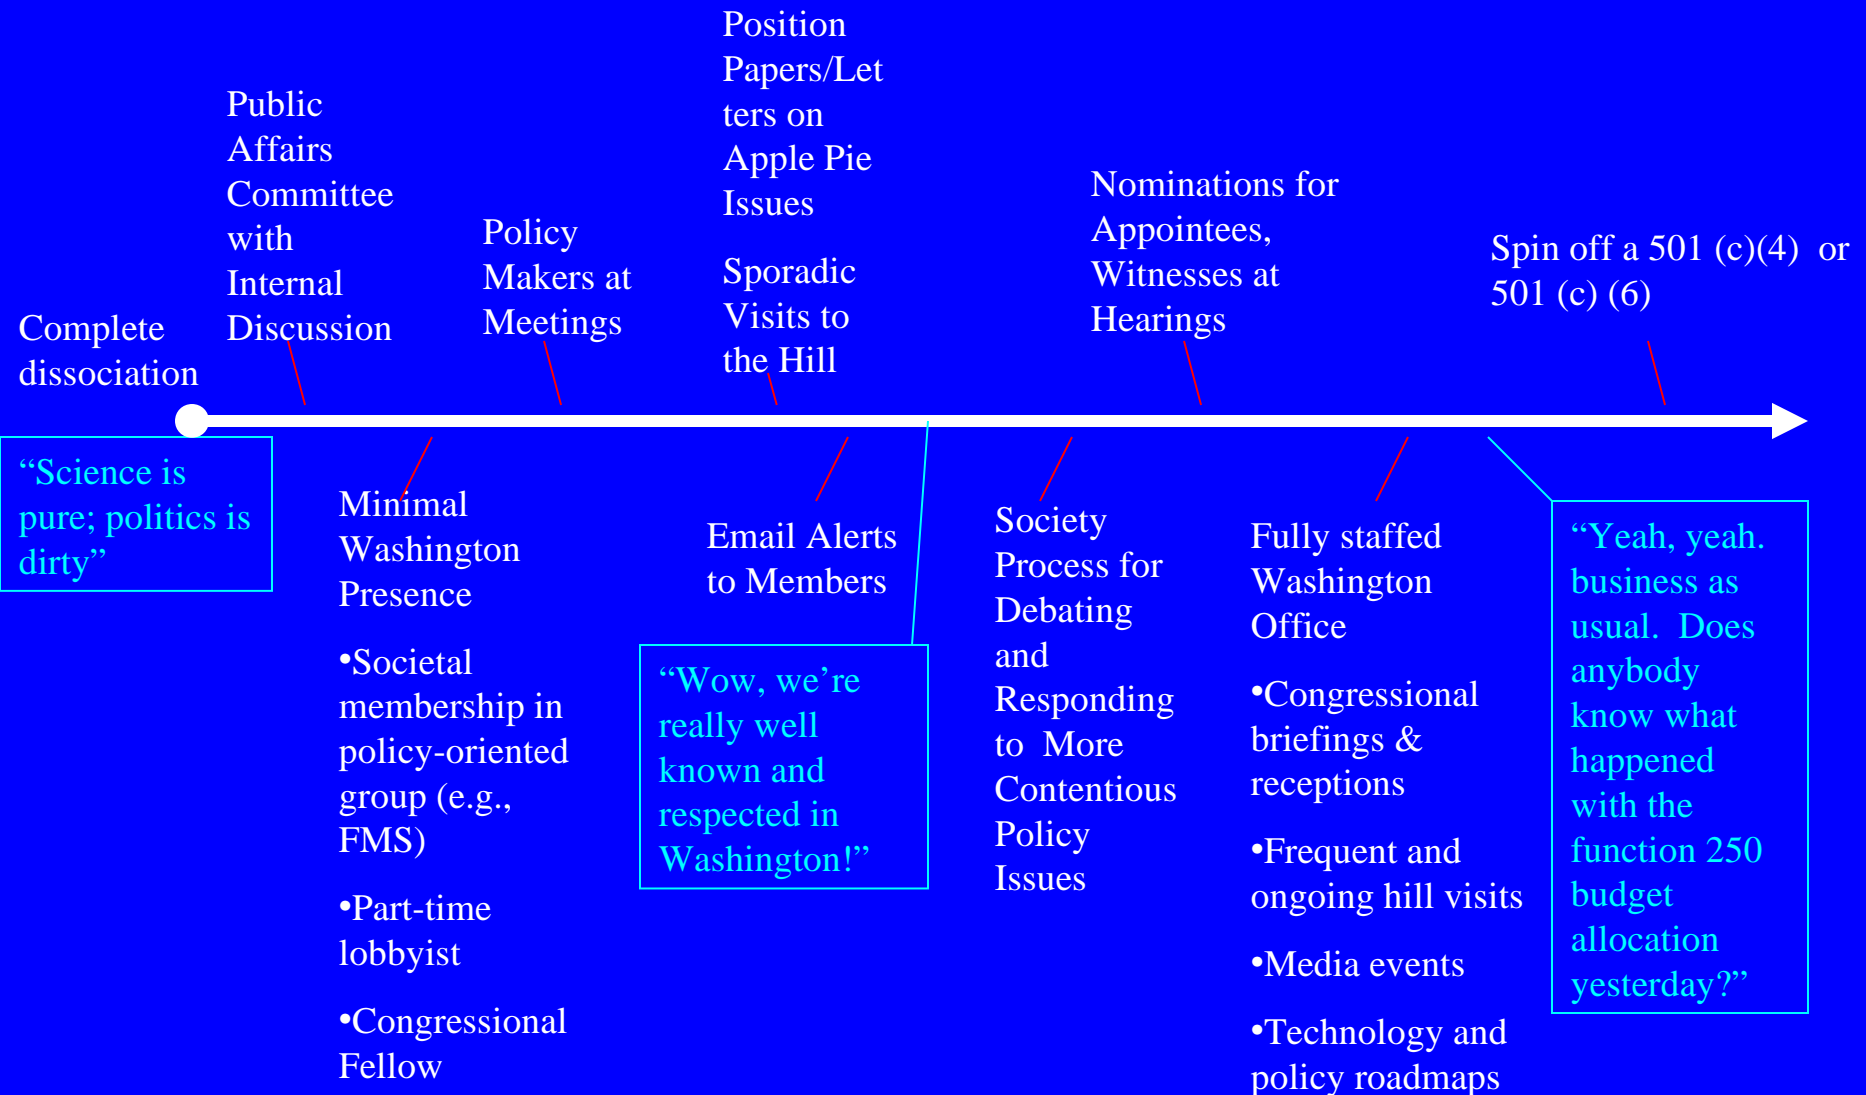 Complete
dissociation
“Science is
pure; politics is
dirty”
Public
Affairs
Committee
with
Internal
Discussion
Minimal
Washington
Presence
•Societal
membership in
policy-oriented
group (e.g.,
FMS)
•Part-time
lobbyist
•Congressional
Fellow
Policy
Makers at
Meetings
Position
Papers/Let
ters on
Apple Pie
Issues
Sporadic
Visits to
the Hill
Email Alerts
to Members
“Wow, we’re
really well
known and
respected in
Washington!”
Society
Process for
Debating
and
Responding
to  More
Contentious
Policy
Issues
Nominations for
Appointees,
Witnesses at
Hearings
Fully staffed
Washington
Office
•Congressional
briefings &
receptions
•Frequent and
ongoing hill visits
•Media events
•Technology and
policy roadmaps
“Yeah, yeah.
business as
usual.  Does
anybody
know what
happened
with the
function 250
budget
allocation
yesterday?”
Spin off a 501 (c)(4)  or
501 (c) (6)